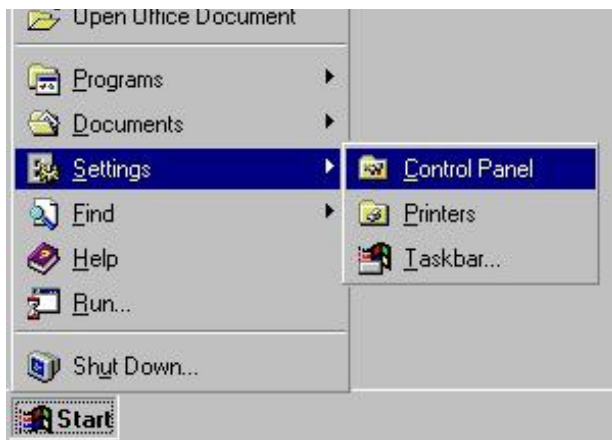 Open Office Document
Programs
Documents
Settings
Find
Help
Run...
Shut Down...
Control Panel
Printers
Taskbar...
Start